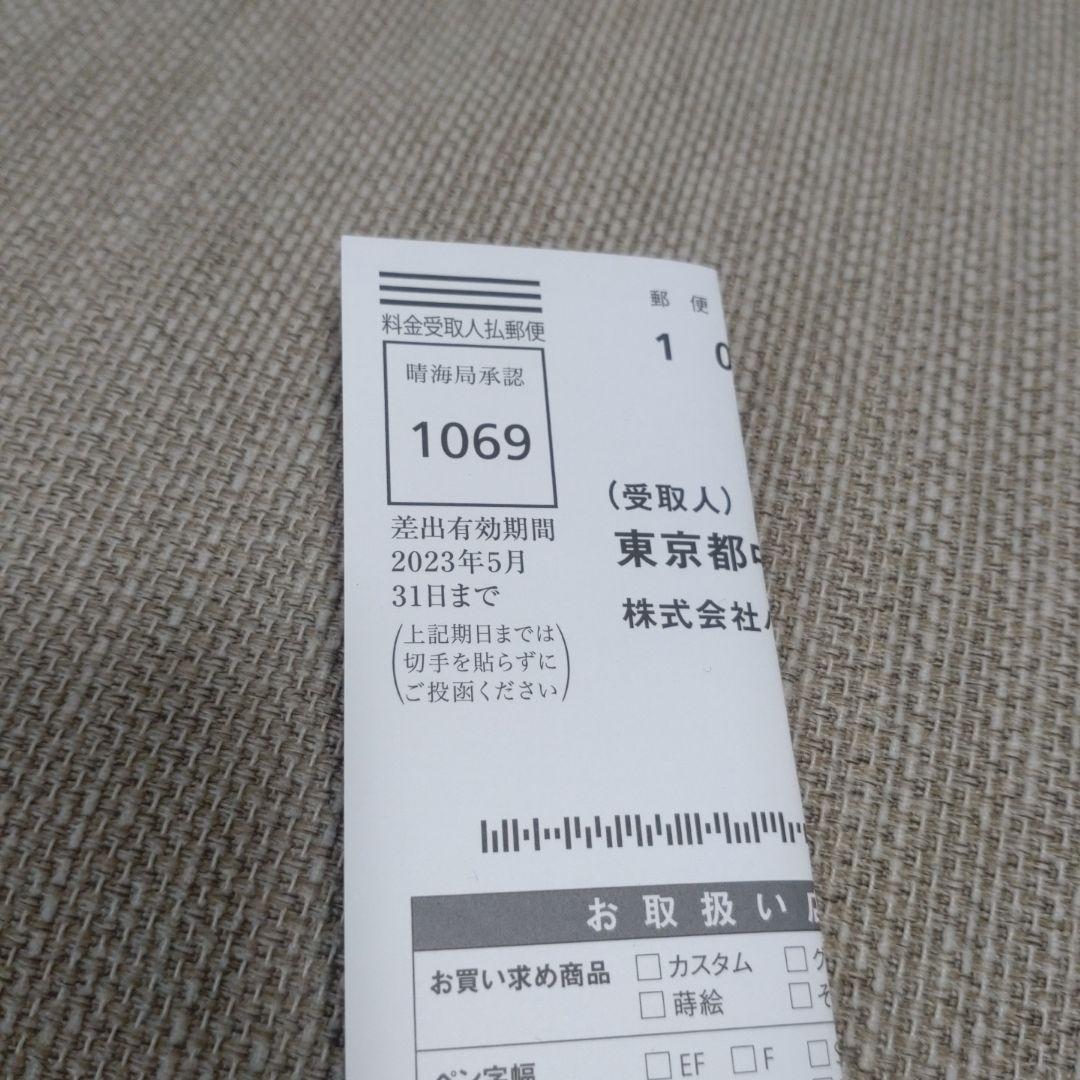 料金受取人払郵便
晴海局承認
1069
差出有効期間
2023年5月
31日まで
(上記期日までは
切手を貼らずに
ご投函ください)
郵便
1 0
(受取人)
東京都
株式会社
お取扱い
お買い求め商品 カスタム
蒔絵
ペン字幅 EF F